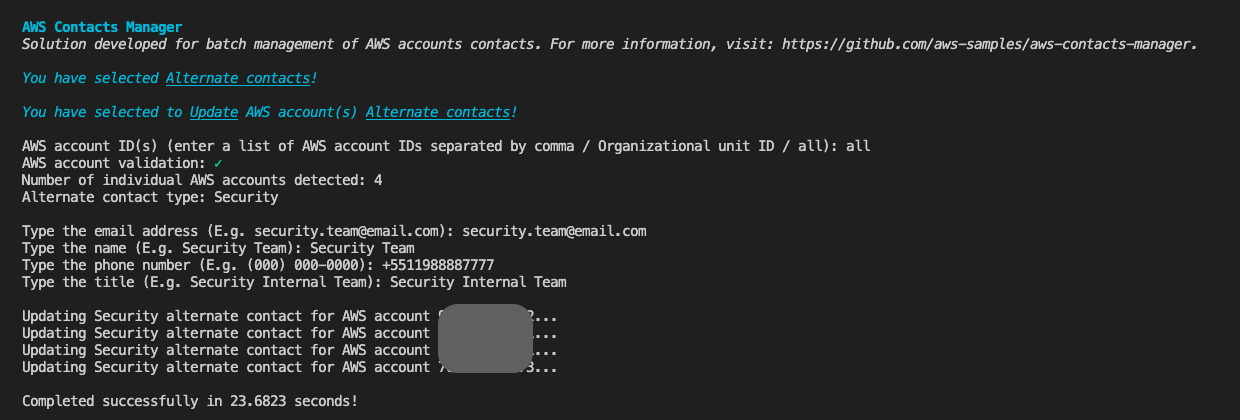 AWS Contacts Manager
Solution developed for batch management of AWS accounts contacts. For more information, visit: https://github.com/aws-samples/aws-contacts-manager.
You have selected Alternate contacts!
You have selected to Update AWS account(s) Alternate contacts!
AWS account ID(s) (enter a list of AWS account IDs separated by comma / Organizational unit ID / all): all
AWS account validation: ✓
Number of individual AWS accounts detected: 4
Alternate contact type: Security
Type the email address (E.g. security.team@email.com): security.team@email.com
Type the name (E.g. Security Team): Security Team
Type the phone number (E.g. (000) 000-0000): +5511988887777
Type the title (E.g. Security Internal Team): Security Internal Team
Updating Security alternate contact for AWS account ...
Updating Security alternate contact for AWS account ...
Updating Security alternate contact for AWS account ...
Updating Security alternate contact for AWS account ...
Completed successfully in 23.6823 seconds!